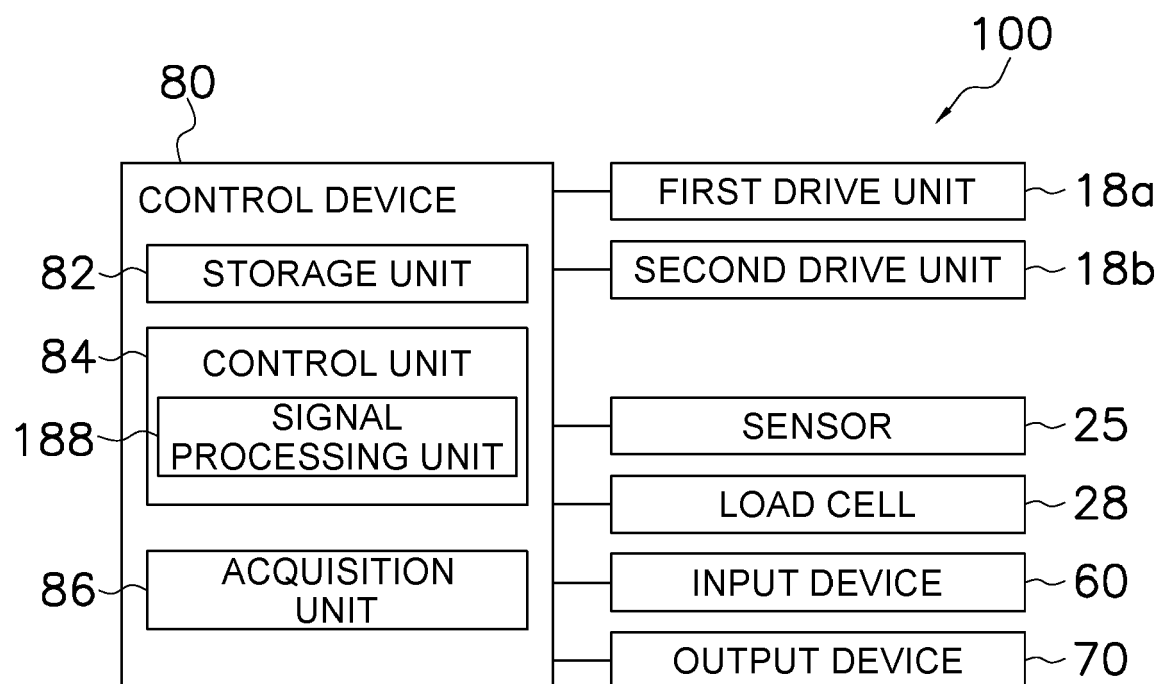 100
80
CONTROL DEVICE
FIRST DRIVE UNIT
18a
82
STORAGE UNIT
SECOND DRIVE UNIT
18b
84
CONTROL UNIT
188
SIGNAL
PROCESSING UNIT
SENSOR
25
LOAD CELL
28
86
ACQUISITION
UNIT
INPUT DEVICE
60
OUTPUT DEVICE
70